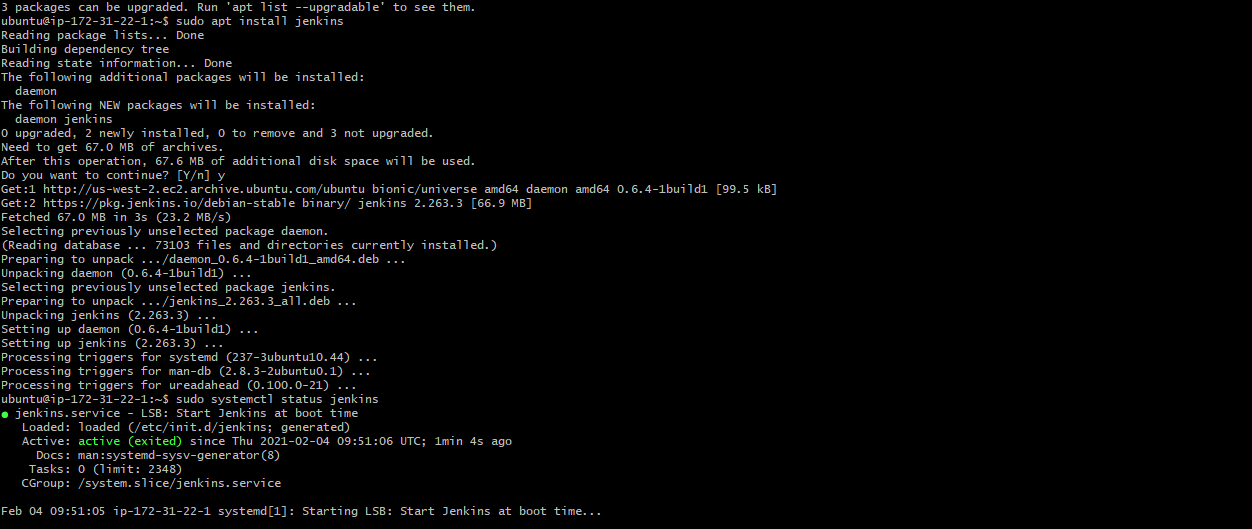 3 packages can be upgraded. Run 'apt list --upgradable' to see them.
ubuntu@ip-172-31-22-1:~$ sudo apt install jenkins
Reading package lists... Done
Building dependency tree
Reading state information... Done
The following additional packages will be installed:
  daemon
The following NEW packages will be installed:
  daemon jenkins
0 upgraded, 2 newly installed, 0 to remove and 3 not upgraded.
Need to get 67.0 MB of archives.
After this operation, 67.6 MB of additional disk space will be used.
Do you want to continue? [Y/n] y
Get:1 http://us-west-2.ec2.archive.ubuntu.com/ubuntu bionic/universe amd64 daemon amd64 0.6.4-1build1 [99.5 kB]
Get:2 https://pkg.jenkins.io/debian-stable binary/ jenkins 2.263.3 [66.9 MB]
Fetched 67.0 MB in 3s (23.2 MB/s)
Selecting previously unselected package daemon.
(Reading database ... 73103 files and directories currently installed.)
Preparing to unpack .../daemon_0.6.4-1build1_amd64.deb ...
Unpacking daemon (0.6.4-1build1) ...
Selecting previously unselected package jenkins.
Preparing to unpack .../jenkins_2.263.3_all.deb ...
Unpacking jenkins (2.263.3) ...
Setting up daemon (0.6.4-1build1) ...
Setting up jenkins (2.263.3) ...
Processing triggers for systemd (237-3ubuntu10.44) ...
Processing triggers for man-db (2.8.3-2ubuntu0.1) ...
Processing triggers for ureadahead (0.100.0-21) ...
ubuntu@ip-172-31-22-1:~$ sudo systemctl status jenkins
● jenkins.service - LSB: Start Jenkins at boot time
   Loaded: loaded (/etc/init.d/jenkins; generated)
   Active: active (exited) since Thu 2021-02-04 09:51:06 UTC; 1min 4s ago
     Docs: man:systemd-sysv-generator(8)
    Tasks: 0 (limit: 2348)
   CGroup: /system.slice/jenkins.service

Feb 04 09:51:05 ip-172-31-22-1 systemd[1]: Starting LSB: Start Jenkins at boot time...